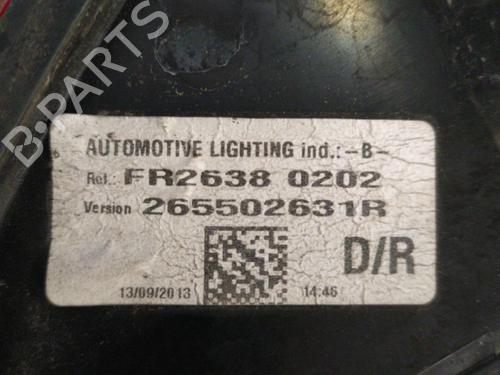 B-PARTS
AUTOMOTIVE LIGHTING ind.: -B-
Ref.: FR2638 0202
Version 265502631R
D/R
13/09/2013 14:46